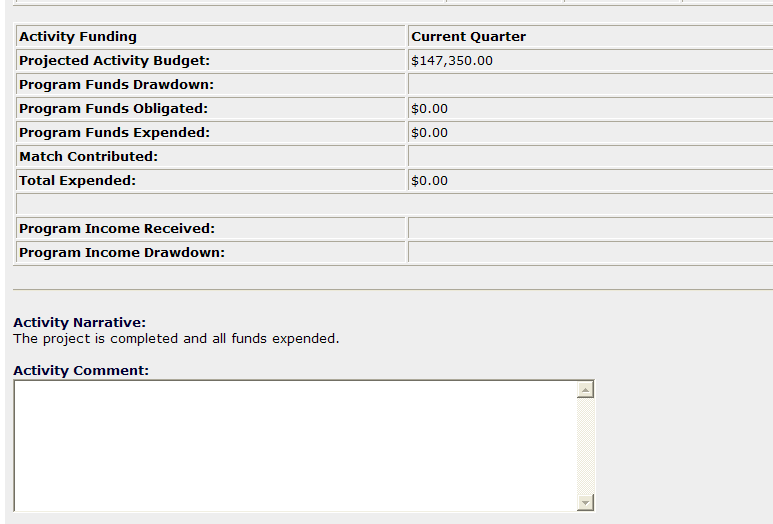 Activity Funding Current Quarter
Projected Activity Budget: $147,350.00
Program Funds Drawdown:
Program Funds Obligated: $0.00
Program Funds Expended: $0.00
Match Contributed:
Total Expended: $0.00
Program Income Received:
Program Income Drawdown:
Activity Narrative:
The project is completed and all funds expended.
Activity Comment: